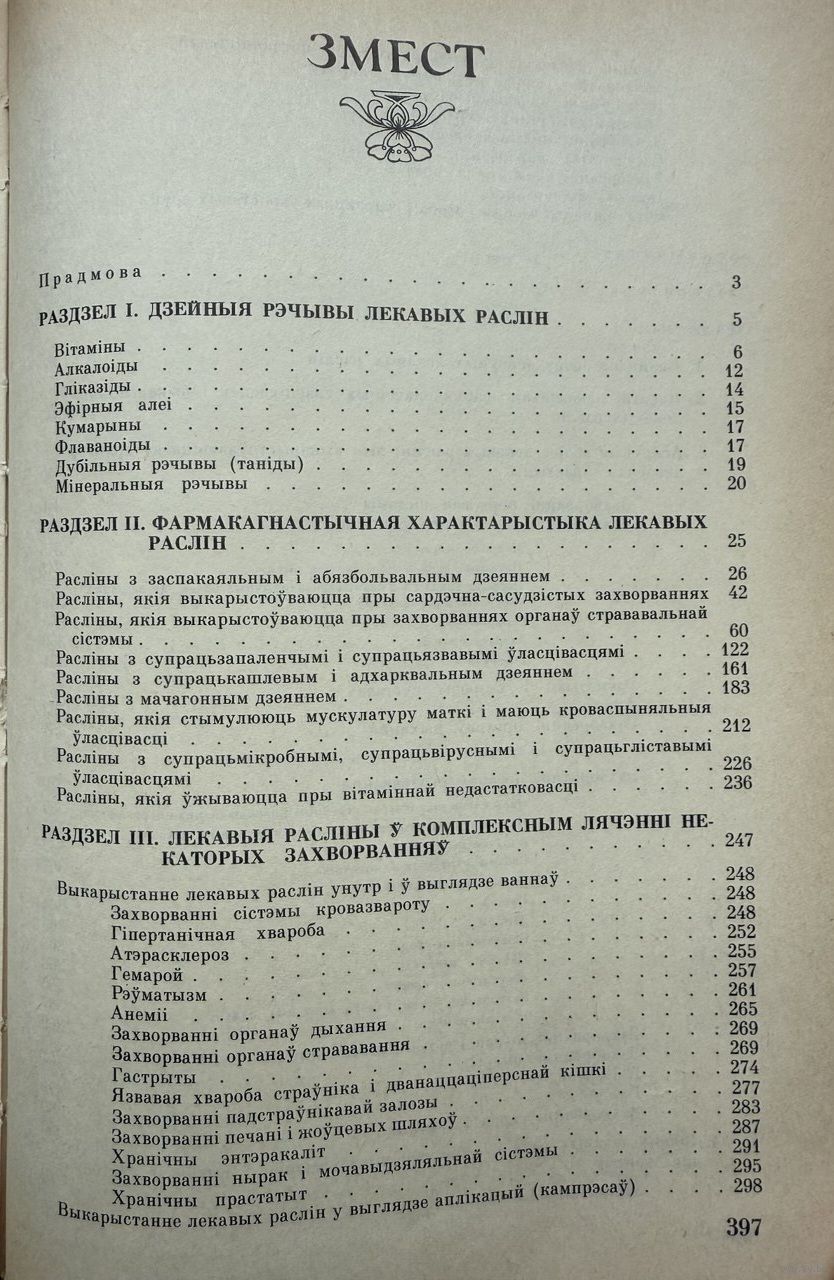 ЗМЕСТ
Прадмова . . . . . . . . . . . . . . . . . 3
РАЗДЗЕЛ I. ДЗЕЙНЫЯ РЭЧЫВЫ ЛЕКАВЫХ РАСЛІН . . . . . . . 5
Вітаміны . . . . . . . . . . . . . . . . . 6
Алкалоіды . . . . . . . . . . . . . . . . . 12
Гліказіды . . . . . . . . . . . . . . . . . 14
Эфірныя алеі . . . . . . . . . . . . . . . . 15
Кумарыны . . . . . . . . . . . . . . . . . 17
Флаваноіды . . . . . . . . . . . . . . . . 17
Дубільныя рэчывы (таніды) . . . . . . . . . . . 19
Мінеральныя рэчывы . . . . . . . . . . . . . 20
РАЗДЗЕЛ II. ФАРМАКАГНАСТЫЧНАЯ ХАРАКТАРЫСТЫКА ЛЕКАВЫХ
РАСЛІН . . . . . . . . . . . . . . . . 25
Расліны з заспакаяльным і абязбольвальным дзеяннем . . . . . . . 26
Расліны, якія выкарыстоўваюцца пры сардэчна-сасудзістых захворваннях 42
Расліны, якія выкарыстоўваюцца пры захворваннях органаў стрававальнай
сістэмы . . . . . . . . . . . . . . . . 60
Расліны з супрацьзапаленчымі і супрацьязвавымі ўласцівасцямі . . . . 122
Расліны з супрацькашлевым і адхарквальным дзеяннем . . . . . . 161
Расліны з мачагонным дзеяннем . . . . . . . . . . . 183
Расліны, якія стымулююць мускулатуру маткі і маюць кроваспыняльныя
ўласцівасці . . . . . . . . . . . . . . . 212
Расліны з супрацьмікробнымі, супрацьвіруснымі і супрацьгліставымі
ўласцівасцямі . . . . . . . . . . . . . . 226
Расліны, якія ўжываюцца пры вітаміннай недастатковасці . . . . . . 236
РАЗДЗЕЛ III. ЛЕКАВЫЯ РАСЛІНЫ Ў КОМПЛЕКСНЫМ ЛЯЧЭННІ НЕ-
КАТОРЫХ ЗАХВОРВАННЯЎ . . . . . . . . . . 247
Выкарыстанне лекавых раслін унутр і ў выглядзе ваннаў . . . . . . . 248
Захворванні сістэмы кровазвароту . . . . . . . . . . 248
Гіпертанічная хвароба . . . . . . . . . . . . . 248
Атэрасклероз . . . . . . . . . . . . . . . 252
Гемарой . . . . . . . . . . . . . . . . 255
Рэўматызм . . . . . . . . . . . . . . . . 257
Анеміі . . . . . . . . . . . . . . . . 261
Захворванні органаў дыхання . . . . . . . . . . . 265
Захворванні органаў стравання . . . . . . . . . . 269
Гастрыты . . . . . . . . . . . . . . . . 269
Язвавая хвароба страўніка і дванаццаціперснай кішкі . . . . . 274
Захворванні падстраўнікавай залозы . . . . . . . . . . 277
Захворванні печані і жоўцевых шляхоў . . . . . . . . . . 283
Хранічны энтэракаліт . . . . . . . . . . . . . 287
Захворванні нырак і мочавыдзяляльнай сістэмы . . . . . . . 291
Хранічны прастатыт . . . . . . . . . . . . . 295
Выкарыстанне лекавых раслін у выглядзе аплікацый (кампрэсаў) . . . . 298
397